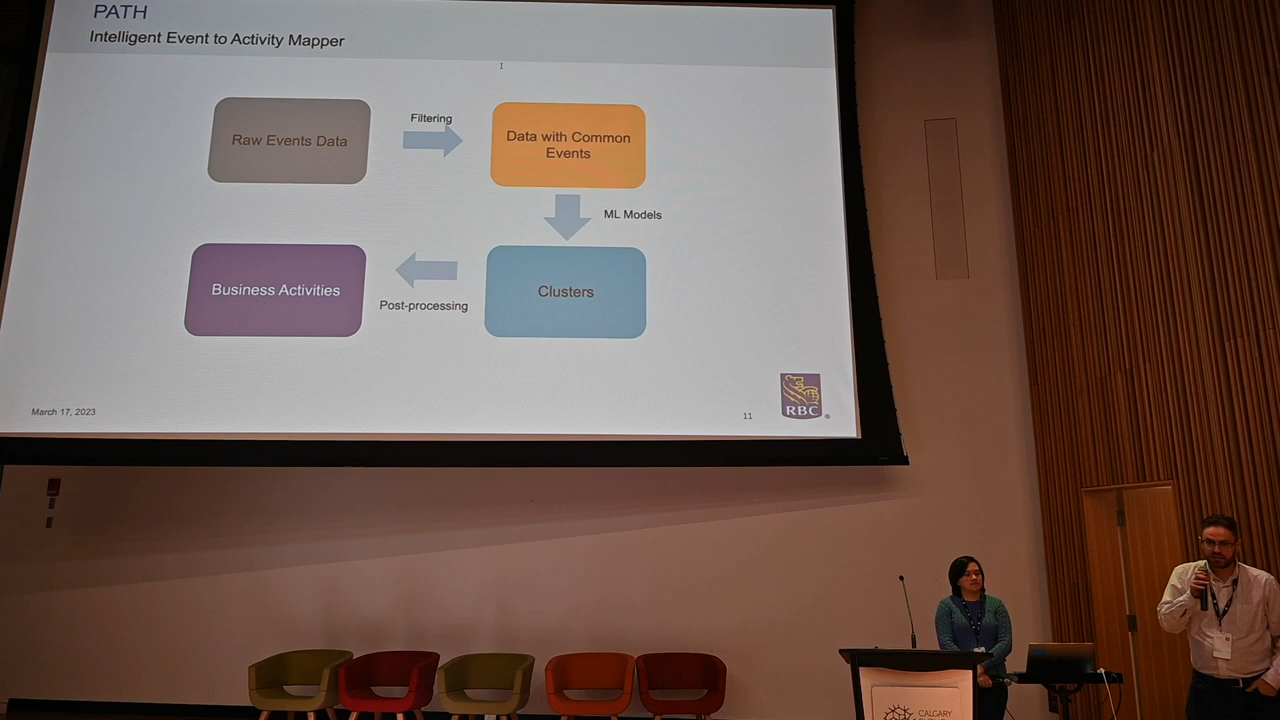 PATH
Intelligent Event to Activity Mapper
Raw Events Data
Filtering
Data with Common
Events
ML Models
Business Activities
Post-processing
Clusters
March 17, 2023
11
RBC
®
CALGARY